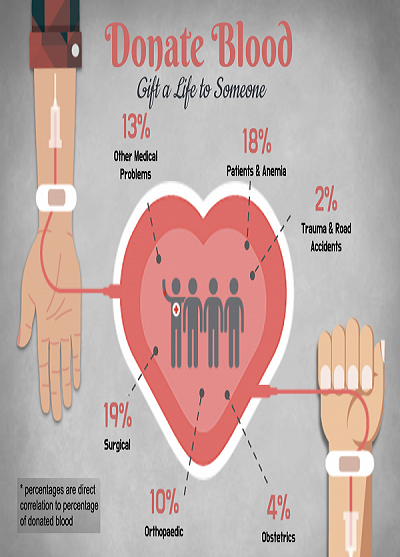 Donate Blood
Gift a Life to Someone
13%
Other Medical
Problems
18%
Patients & Anemia
2%
Trauma & Road
Accidents
19%
Surgical
10%
Orthopaedic
4%
Obstetrics
* percentages are direct
correlation to percentage
of donated blood